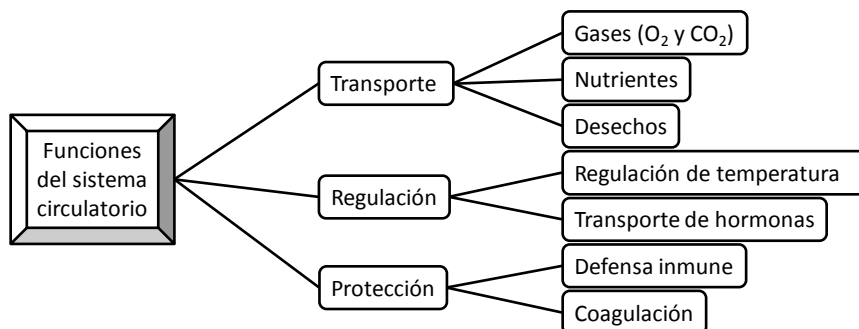 Funciones
del sistema
circulatorio
Transporte
Gases (O₂ y CO₂)
Nutrientes
Desechos
Regulación
Regulación de temperatura
Transporte de hormonas
Protección
Defensa inmune
Coagulación